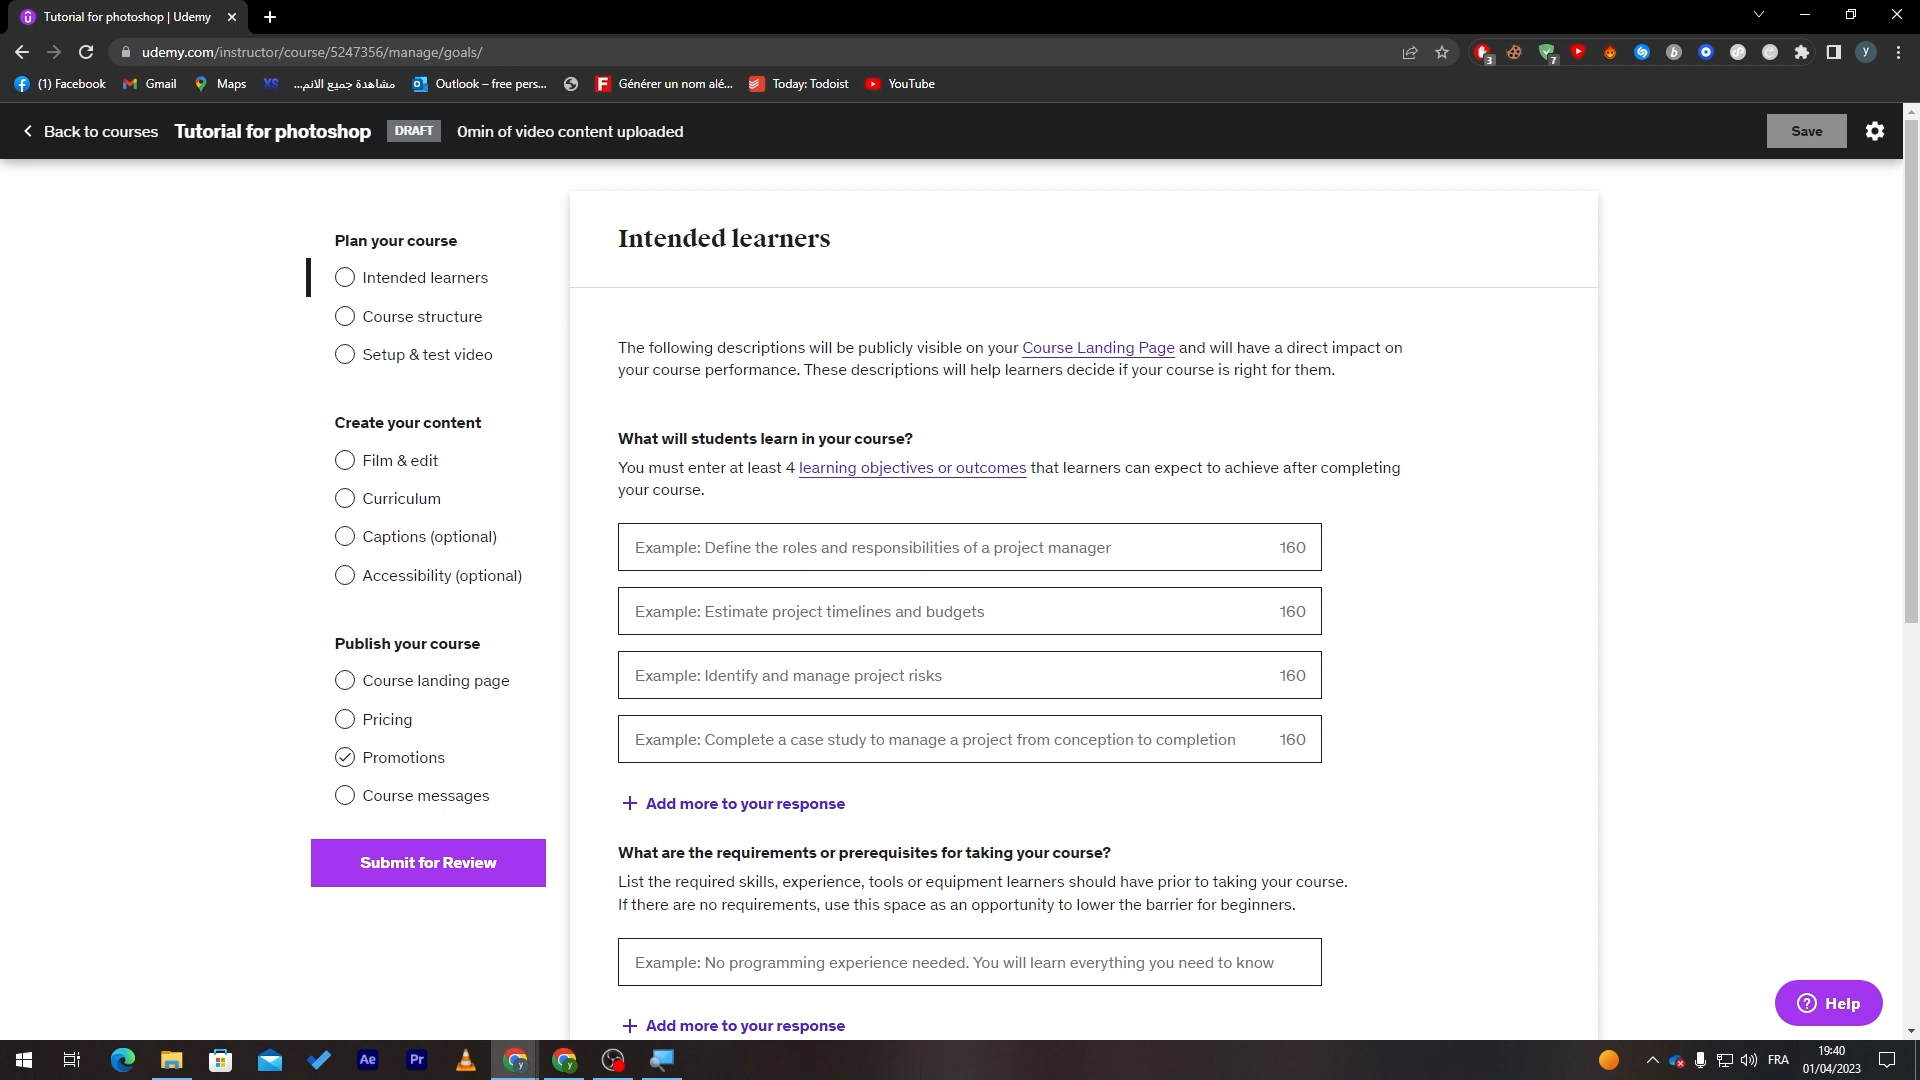 Tutorial for photoshop | Udemy
udemy.com/instructor/course/5247356/manage/goals/
3
7
b
y
(1) Facebook
Gmail
Maps
XS
مشاهدة جميع الانم...
Outlook – free pers...
Générer un nom alé...
Today: Todoist
YouTube
Back to courses
Tutorial for photoshop
DRAFT
0min of video content uploaded
Save
Plan your course
Intended learners
Course structure
Setup & test video
Create your content
Film & edit
Curriculum
Captions (optional)
Accessibility (optional)
Publish your course
Course landing page
Pricing
Promotions
Course messages
Submit for Review
Intended learners
The following descriptions will be publicly visible on your Course Landing Page and will have a direct impact on
your course performance. These descriptions will help learners decide if your course is right for them.
What will students learn in your course?
You must enter at least 4 learning objectives or outcomes that learners can expect to achieve after completing
your course.
Example: Define the roles and responsibilities of a project manager 160
Example: Estimate project timelines and budgets 160
Example: Identify and manage project risks 160
Example: Complete a case study to manage a project from conception to completion 160
Add more to your response
What are the requirements or prerequisites for taking your course?
List the required skills, experience, tools or equipment learners should have prior to taking your course.
If there are no requirements, use this space as an opportunity to lower the barrier for beginners.
Example: No programming experience needed. You will learn everything you need to know
Add more to your response
Help
Ae
Pr
FRA
19:40
01/04/2023